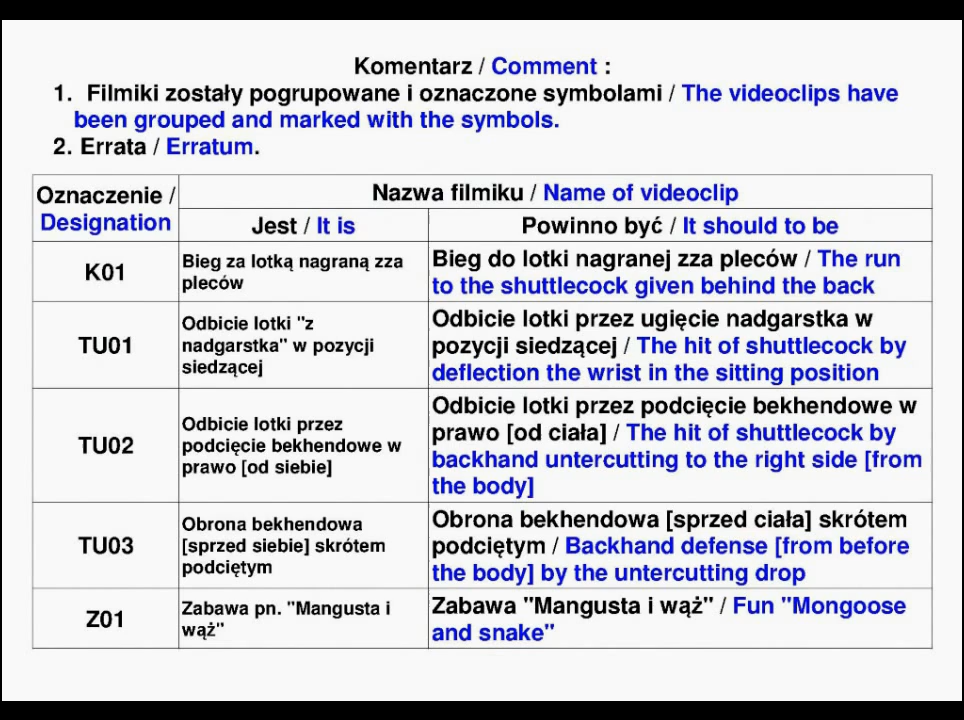 Komentarz / Comment :
1. Filmiki zostały pogrupowane i oznaczone symbolami / The videoclips have
been grouped and marked with the symbols.
2. Errata / Erratum.
Oznaczenie /
Designation
Nazwa filmiku / Name of videoclip
Jest / It is
Powinno być / It should to be
K01
Bieg za lotką nagraną zza
pleców
Bieg do lotki nagranej zza pleców / The run
to the shuttlecock given behind the back
TU01
Odbicie lotki "z
nadgarstka" w pozycji
siedzącej
Odbicie lotki przez ugięcie nadgarstka w
pozycji siedzącej / The hit of shuttlecock by
deflection the wrist in the sitting position
TU02
Odbicie lotki przez
podcięcie bekhendowe w
prawo [od siebie]
Odbicie lotki przez podcięcie bekhendowe w
prawo [od ciała] / The hit of shuttlecock by
backhand untercutting to the right side [from
the body]
TU03
Obrona bekhendowa
[sprzed siebie] skrótem
podciętym
Obrona bekhendowa [sprzed ciała] skrótem
podciętym / Backhand defense [from before
the body] by the untercutting drop
Z01
Zabawa pn. "Mangusta i
wąż"
Zabawa "Mangusta i wąż" / Fun "Mongoose
and snake"